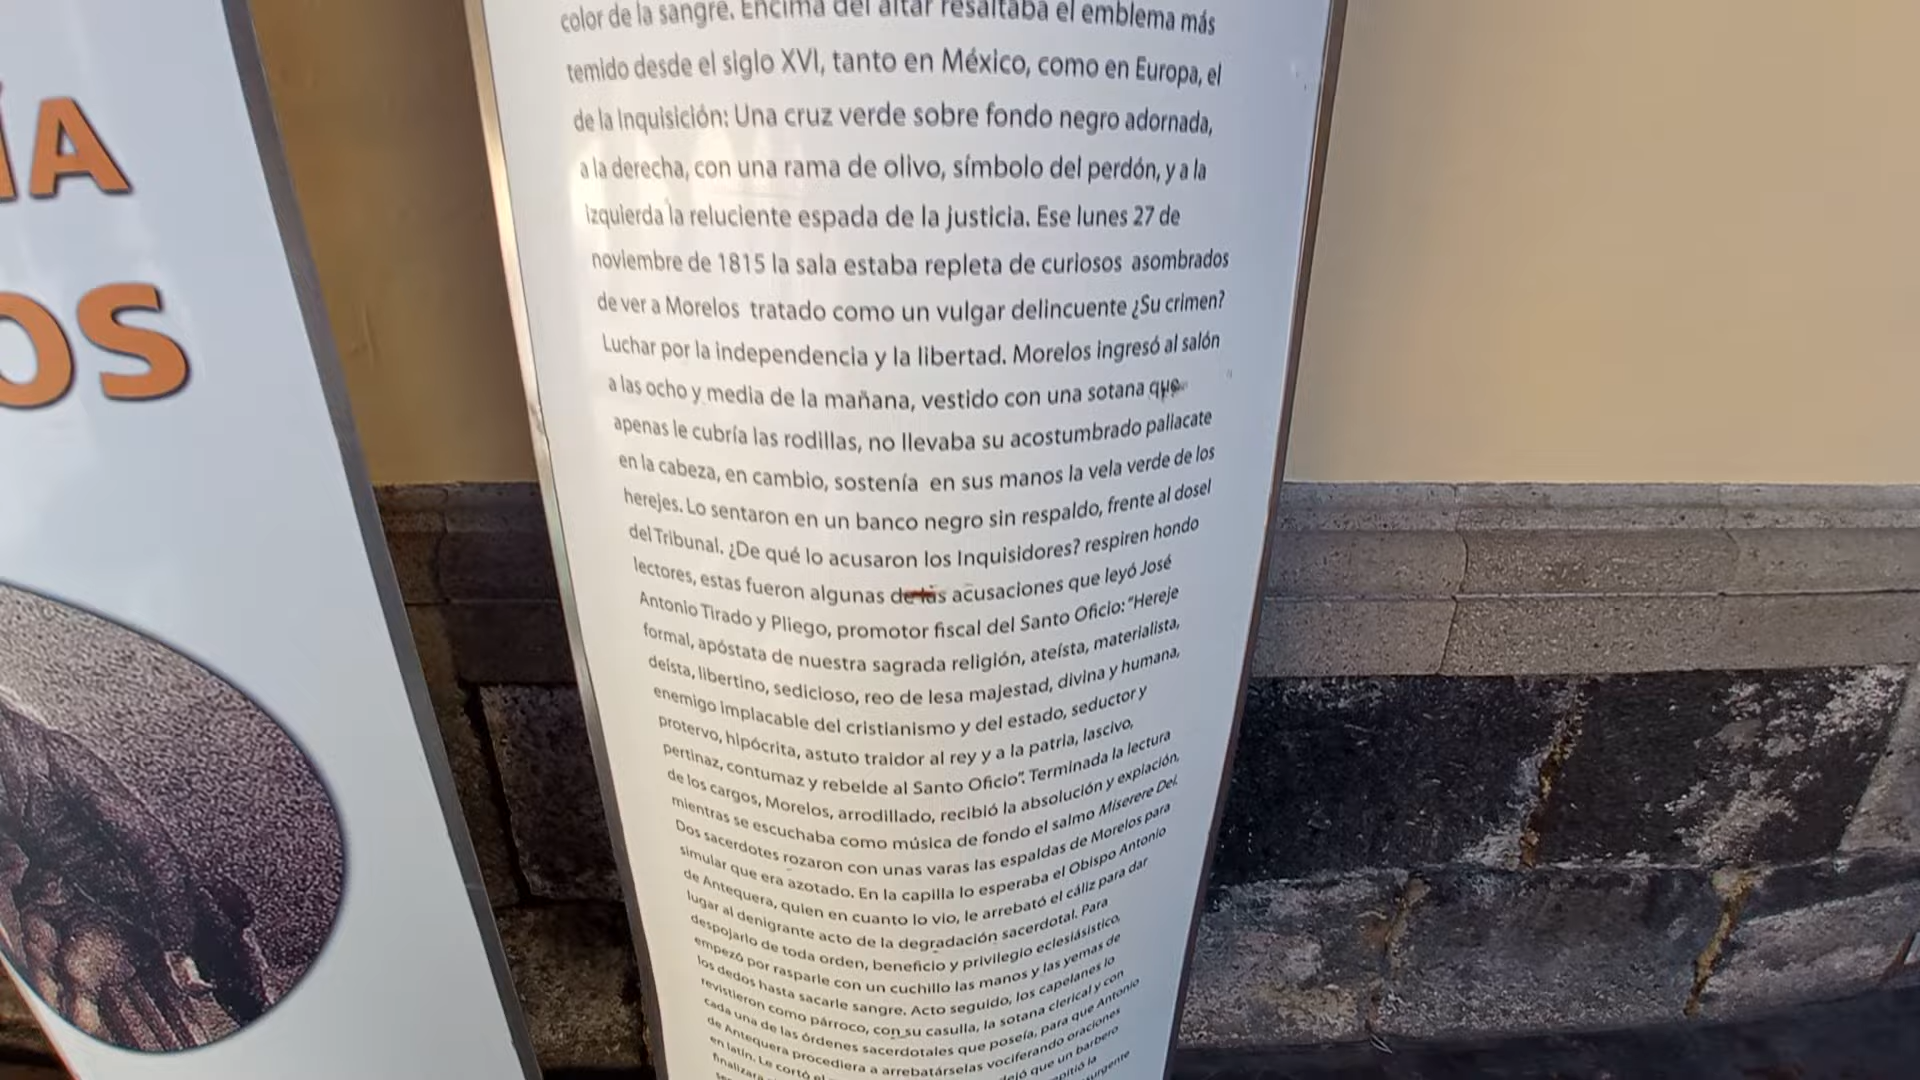 ÍA
OS
color de la sangre. Encima del altar resaltaba el emblema más
temido desde el siglo XVI, tanto en México, como en Europa, el
de la Inquisición: Una cruz verde sobre fondo negro adornada,
a la derecha, con una rama de olivo, símbolo del perdón, y a la
izquierda la reluciente espada de la justicia. Ese lunes 27 de
noviembre de 1815 la sala estaba repleta de curiosos asombrados
de ver a Morelos tratado como un vulgar delincuente ¿Su crimen?
Luchar por la independencia y la libertad. Morelos ingresó al salón
a las ocho y media de la mañana, vestido con una sotana que
apenas le cubría las rodillas, no llevaba su acostumbrado paliacate
en la cabeza, en cambio, sostenía en sus manos la vela verde de los
herejes. Lo sentaron en un banco negro sin respaldo, frente al dosel
del Tribunal. ¿De qué lo acusaron los Inquisidores? respiren hondo
lectores, estas fueron algunas de las acusaciones que leyó José
Antonio Tirado y Pliego, promotor fiscal del Santo Oficio: "Hereje
formal, apóstata de nuestra sagrada religión, ateísta, materialista,
deísta, libertino, sedicioso, reo de lesa majestad, divina y humana,
enemigo implacable del cristianismo y del estado, seductor y
protervo, hipócrita, astuto traidor al rey y a la patria, lascivo,
pertinaz, contumaz y rebelde al Santo Oficio". Terminada la lectura
de los cargos, Morelos, arrodillado, recibió la absolución y expiación,
mientras se escuchaba como música de fondo el salmo Miserere Dei.
Dos sacerdotes rozaron con unas varas las espaldas de Morelos para
simular que era azotado. En la capilla lo esperaba el Obispo Antonio
de Antequera, quien en cuanto lo vio, le arrebató el cáliz para dar
lugar al denigrante acto de la degradación sacerdotal. Para
despojarlo de toda orden, beneficio y privilegio eclesiásistico,
empezó por rasparle con un cuchillo las manos y las yemas de
los dedos hasta sacarle sangre. Acto seguido, los capelanes lo
revistieron como párroco, con su casulla, la sotana clerical y con
cada una de las órdenes sacerdotales que poseía, para que Antonio
de Antequera procediera a arrebatárselas vociferando oraciones
en latín. Le cortó el que un barbero
finalizara la